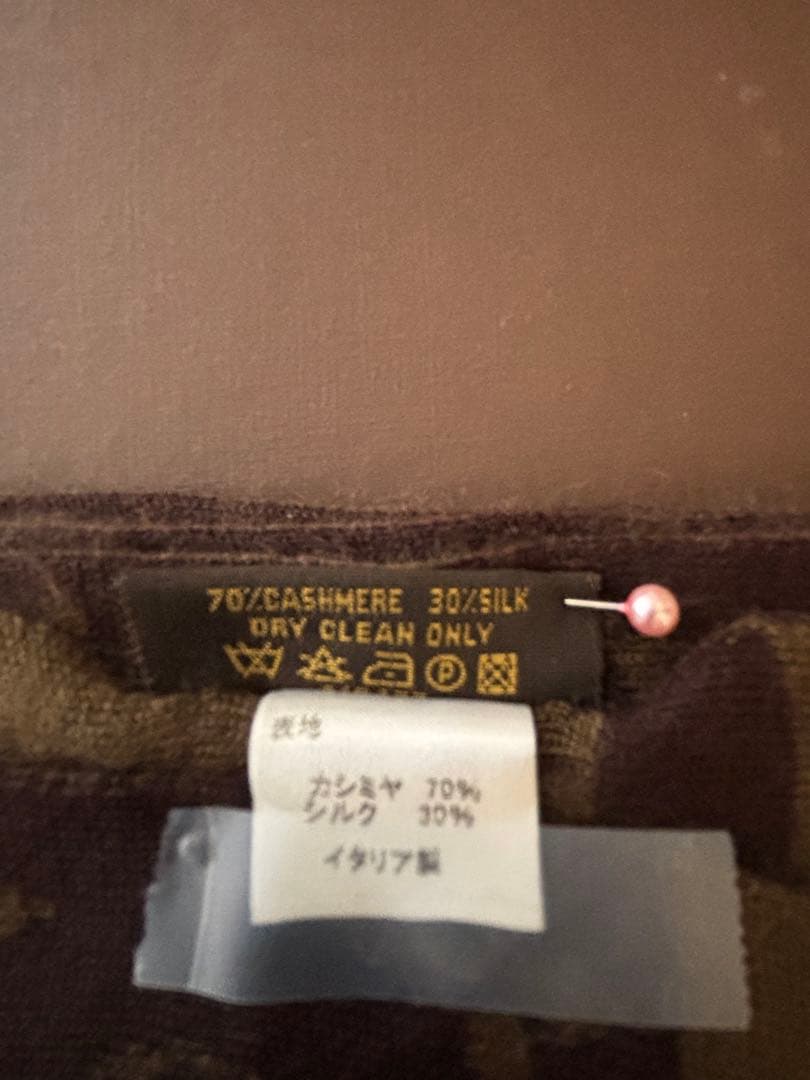 70%CASHMERE 30%SILK
DRY CLEAN ONLY
P
表地
カシミヤ 70%
シルク 30%
イタリア製